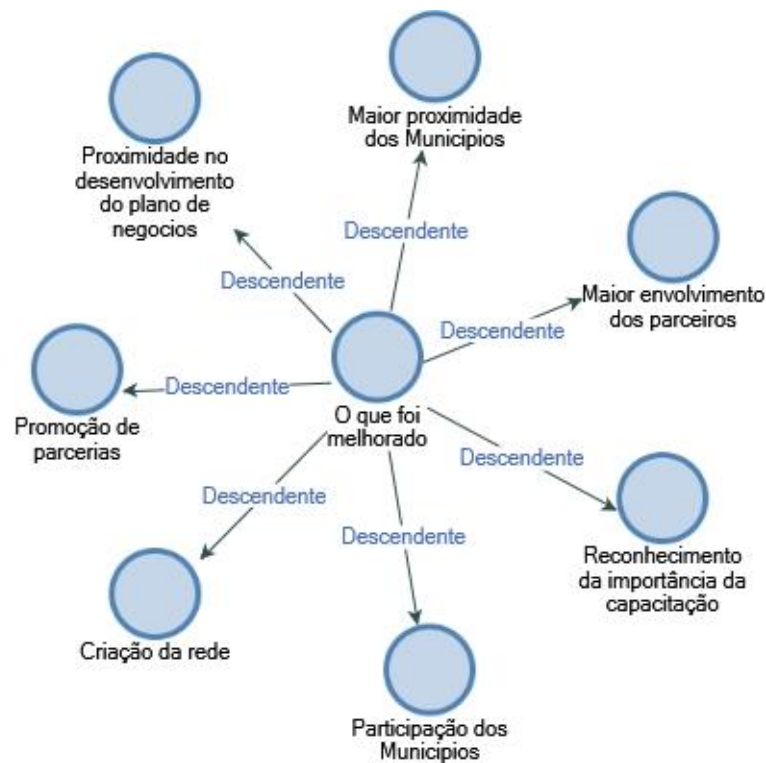 Maior proximidade
dos Municipios
Proximidade no
desenvolvimento
do plano de
negocios
Descendente
Descendente
Maior envolvimento
dos parceiros
Descendente
Descendente
Promoção de
parcerias
O que foi
melhorado
Descendente
Descendente
Descendente
Reconhecimento
da importância da
capacitação
Criação da rede
Participação dos
Municípios